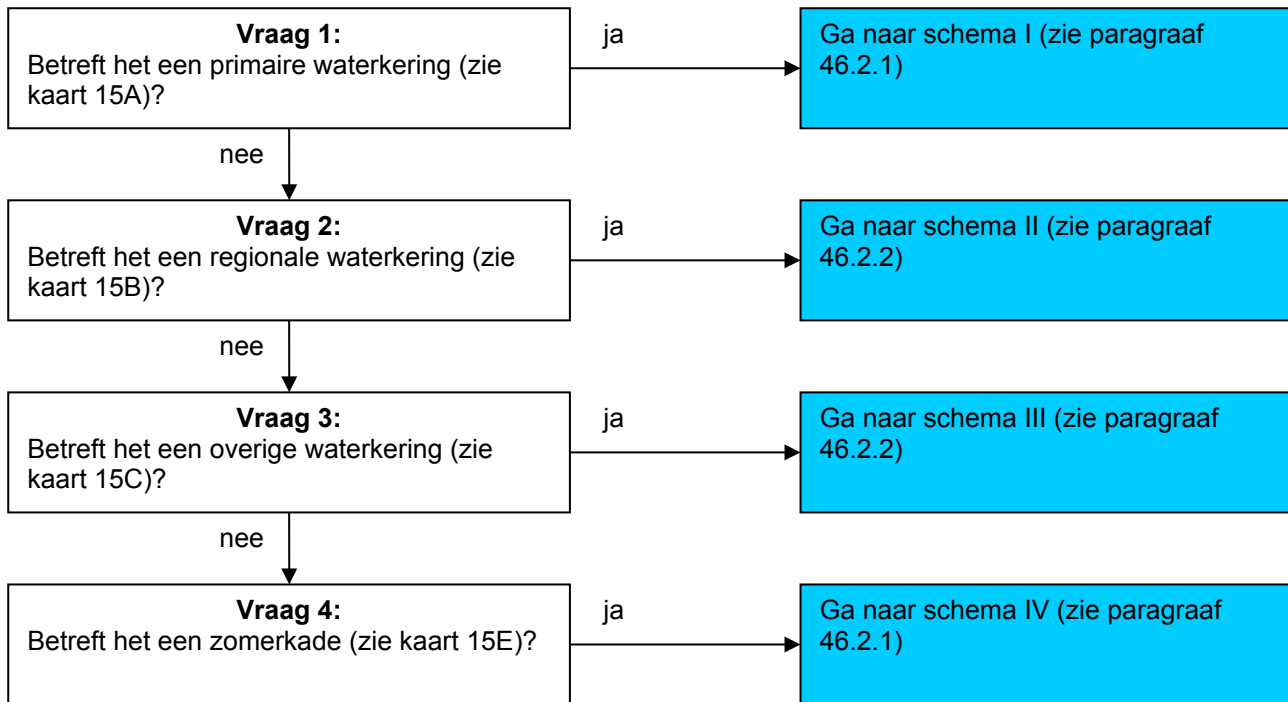 Vraag 1:
Betreft het een primaire waterkering (zie
kaart 15A)?
ja
Ga naar schema I (zie paragraaf
46.2.1)
nee
Vraag 2:
Betreft het een regionale waterkering (zie
kaart 15B)?
ja
Ga naar schema II (zie paragraaf
46.2.2)
nee
Vraag 3:
Betreft het een overige waterkering (zie
kaart 15C)?
ja
Ga naar schema III (zie paragraaf
46.2.2)
nee
Vraag 4:
Betreft het een zomerkade (zie kaart 15E)?
ja
Ga naar schema IV (zie paragraaf
46.2.1)